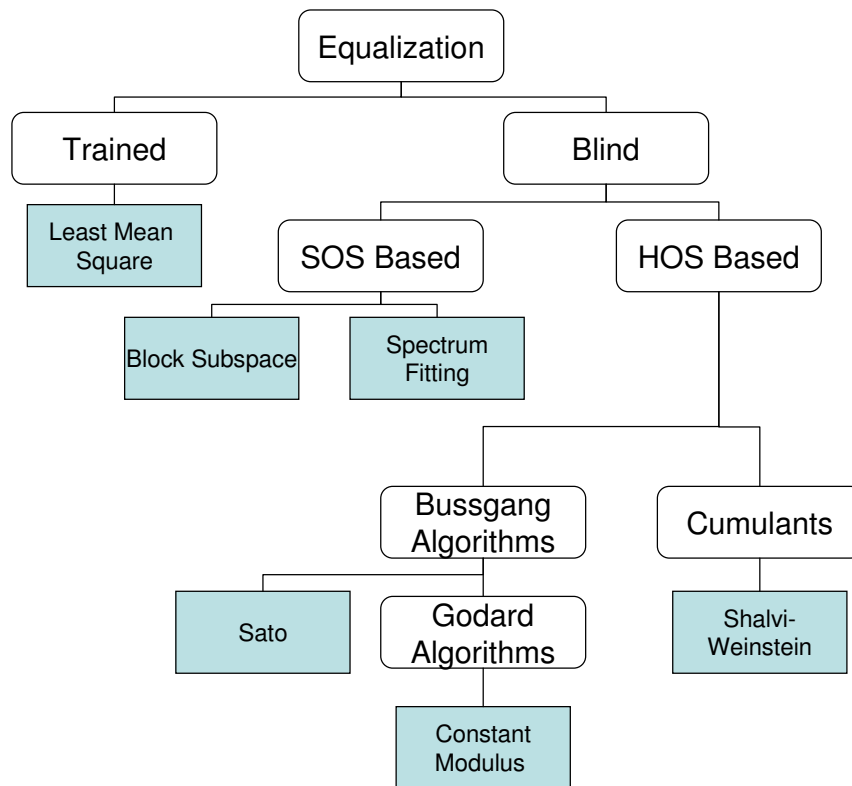 Equalization
Trained
Blind
Least Mean
Square
SOS Based
HOS Based
Block Subspace
Spectrum
Fitting
Bussgang
Algorithms
Cumulants
Sato
Godard
Algorithms
Shalvi-
Weinstein
Constant
Modulus